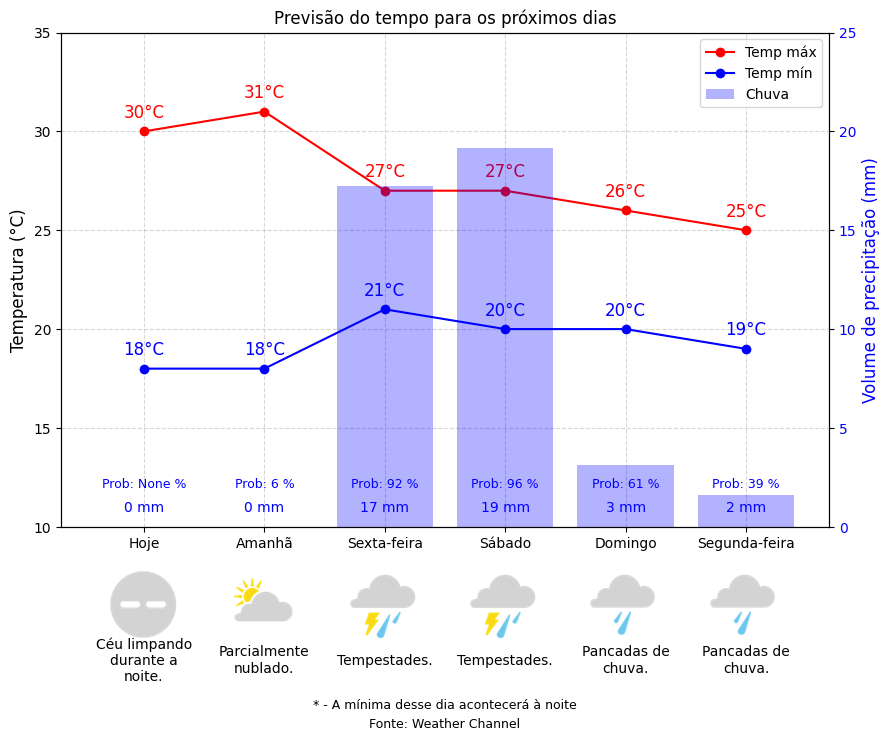 Previsão do tempo para os próximos dias
Temp máx
Temp mín
Chuva
Temperatura (°C)
35
30
25
20
15
10
Volume de precipitação (mm)
25
20
15
10
5
0
30°C
31°C
27°C
27°C
26°C
25°C
18°C
18°C
21°C
20°C
20°C
19°C
Prob: None %
Prob: 6 %
Prob: 92 %
Prob: 96 %
Prob: 61 %
Prob: 39 %
0 mm
0 mm
17 mm
19 mm
3 mm
2 mm
Hoje
Amanhã
Sexta-feira
Sábado
Domingo
Segunda-feira
Céu limpando
durante a
noite.
Parcialmente
nublado.
Tempestades.
Tempestades.
Pancadas de
chuva.
Pancadas de
chuva.
* - A mínima desse dia acontecerá à noite
Fonte: Weather Channel